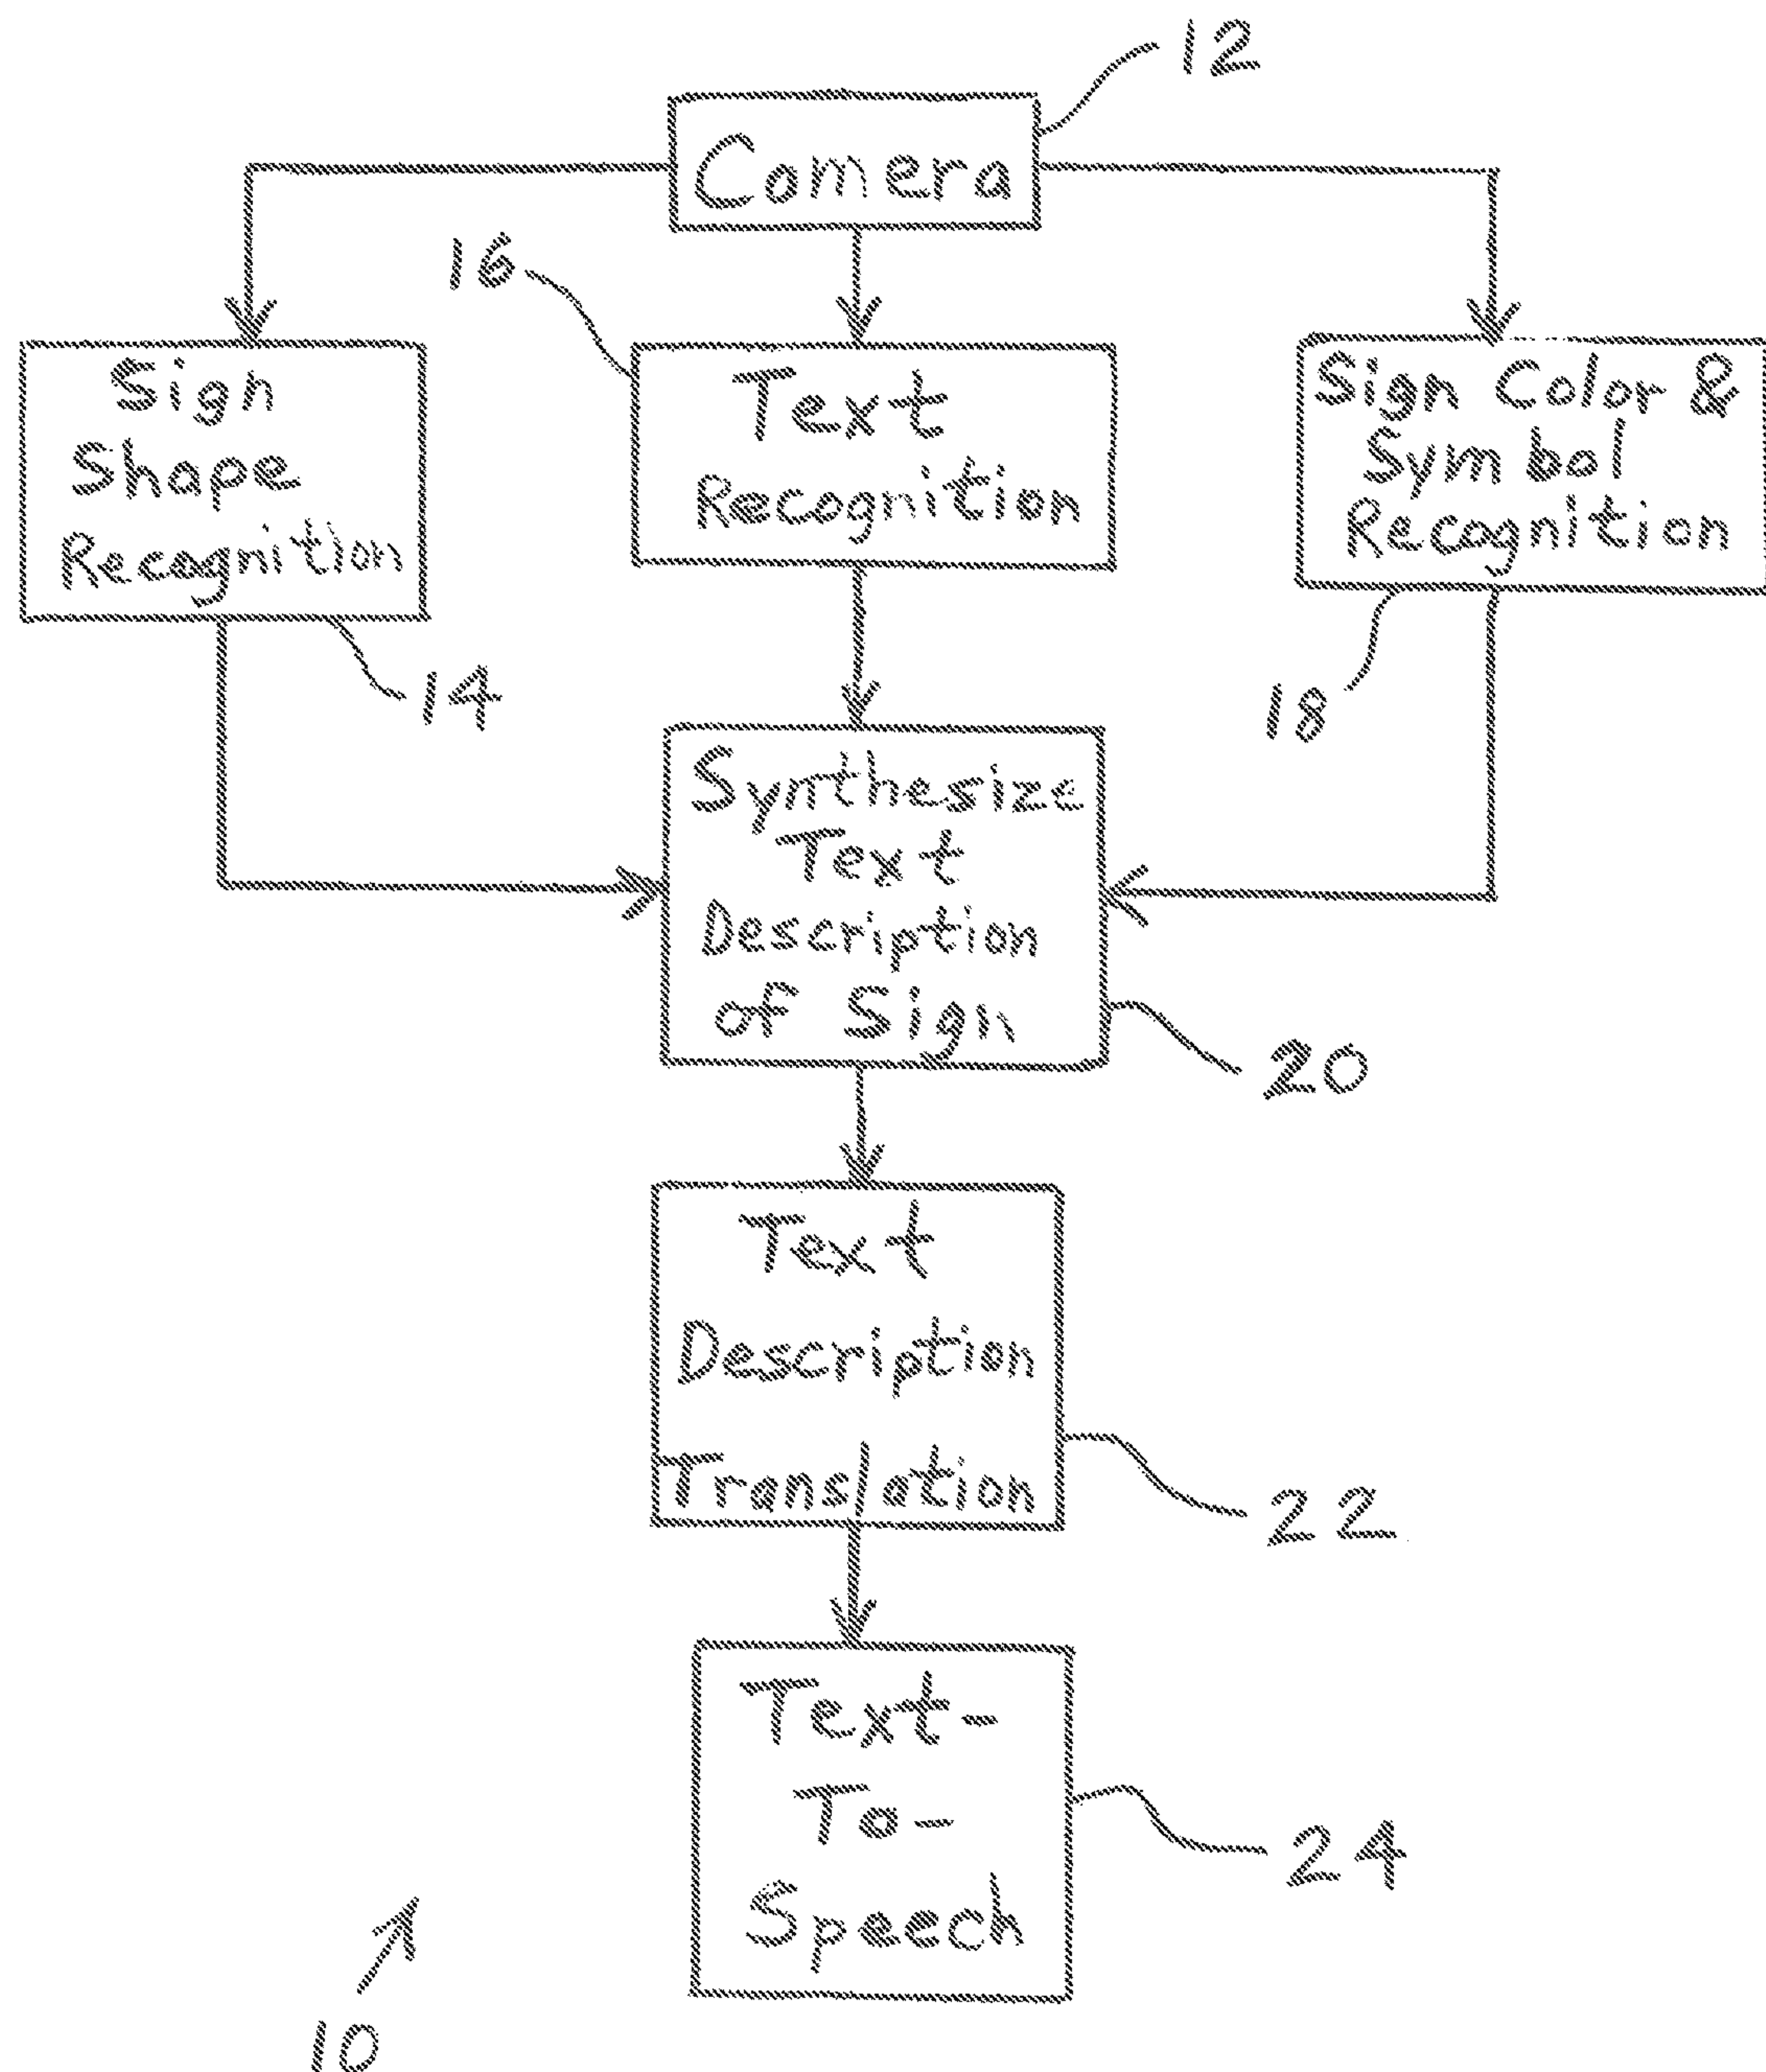 12
Camera
16
Sign
Shape
Recognition
Text
Recognition
Sign Color &
Symbol
Recognition
14
18
Synthesize
Text
Description
of Sign
20
Text
Description
Translation
22
Text-
To-
Speech
24
10